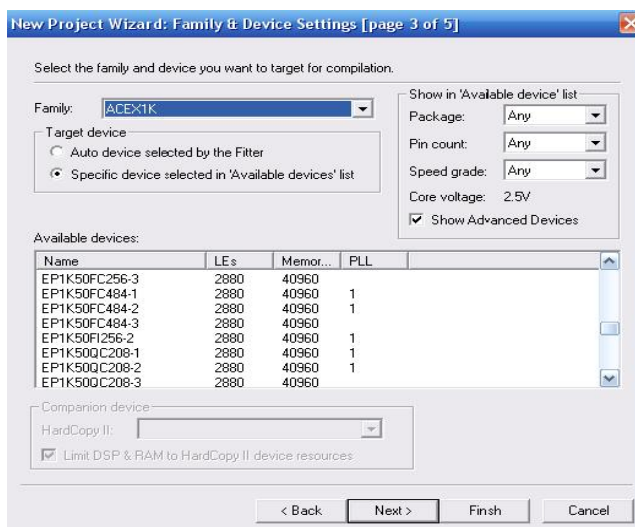 New Project Wizard: Family & Device Settings [page 3 of 5]
Select the family and device you want to target for compilation.
Family: ACEX1K
Target device
Auto device selected by the Fitter
Specific device selected in 'Available devices' list
Show in 'Available device' list
Package: Any
Pin count: Any
Speed grade: Any
Core voltage: 2.5V
Show Advanced Devices
Available devices:
Name LEs Memor... PLL
EP1K50FC256-3 2880 40960
EP1K50FC484-1 2880 40960 1
EP1K50FC484-2 2880 40960 1
EP1K50FC484-3 2880 40960
EP1K50FI256-2 2880 40960 1
EP1K50QC208-1 2880 40960 1
EP1K50QC208-2 2880 40960 1
EP1K50QC208-3 2880 40960
Companion device
HardCopy II:
Limit DSP & RAM to HardCopy II device resources
< Back Next > Finsh Cancel